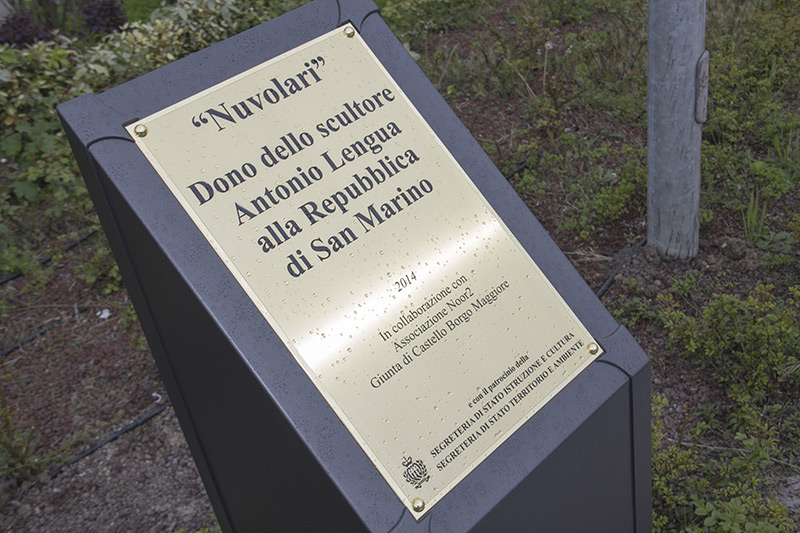 “Nuvolari”
Dono dello scultore
Antonio Lengua
alla Repubblica
di San Marino
2014
In collaborazione con
Associazione Noor2
Giunta di Castello Borgo Maggiore
e con il patrocinio della
SEGRETERIA DI STATO ISTRUZIONE E CULTURA
SEGRETERIA DI STATO TERRITORIO E AMBIENTE